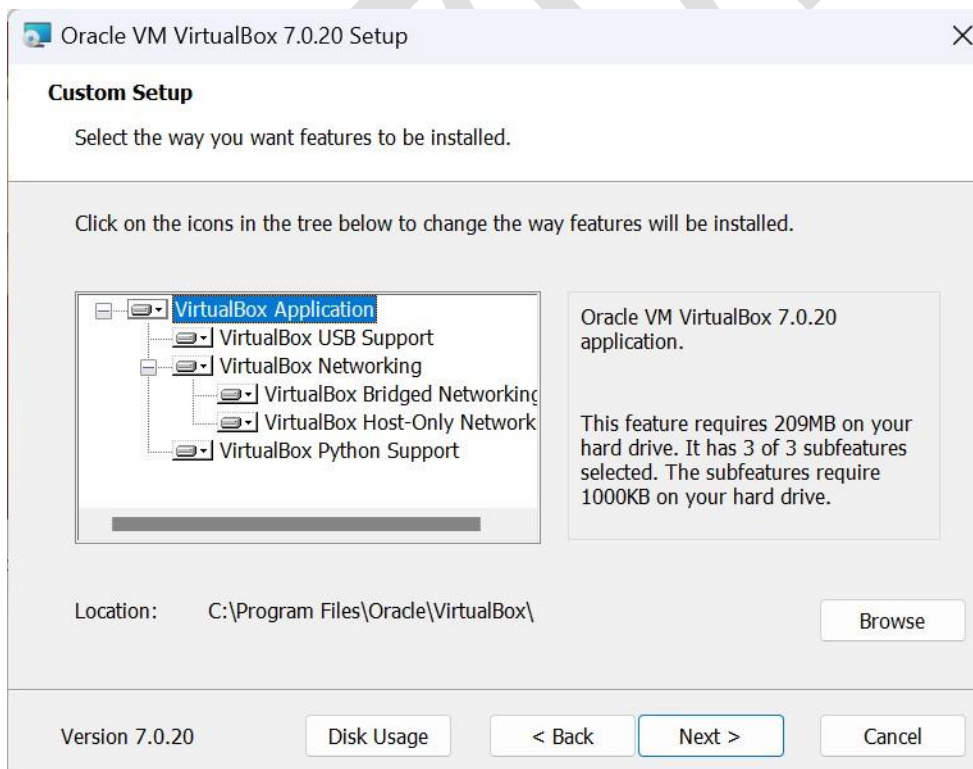 Oracle VM VirtualBox 7.0.20 Setup
Custom Setup
Select the way you want features to be installed.
Click on the icons in the tree below to change the way features will be installed.
VirtualBox Application
VirtualBox USB Support
VirtualBox Networking
VirtualBox Bridged Networking
VirtualBox Host-Only Network
VirtualBox Python Support
Oracle VM VirtualBox 7.0.20
application.
This feature requires 209MB on your
hard drive. It has 3 of 3 subfeatures
selected. The subfeatures require
1000KB on your hard drive.
Location: C:\Program Files\Oracle\VirtualBox\
Browse
Version 7.0.20 Disk Usage < Back Next > Cancel